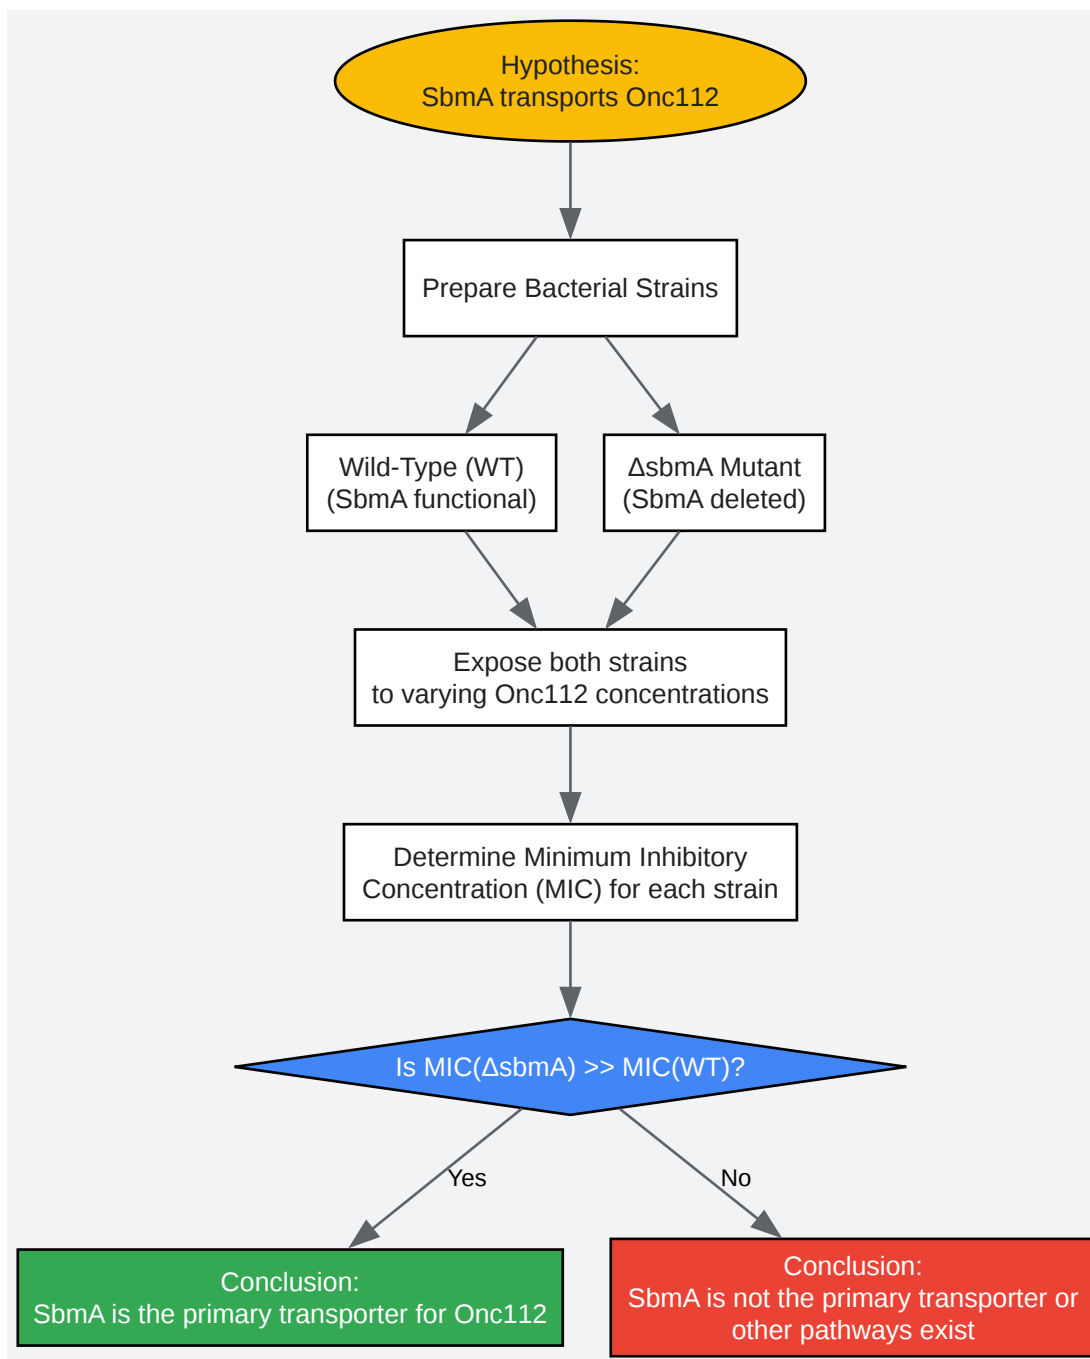 Hypothesis:
SbmA transports Onc112
Prepare Bacterial Strains
Wild-Type (WT)
(SbmA functional)
ΔsbmA Mutant
(SbmA deleted)
Expose both strains
to varying Onc112 concentrations
Determine Minimum Inhibitory
Concentration (MIC) for each strain
Is MIC(ΔsbmA) >> MIC(WT)?
Yes
No
Conclusion:
SbmA is the primary transporter for Onc112
Conclusion:
SbmA is not the primary transporter or
other pathways exist